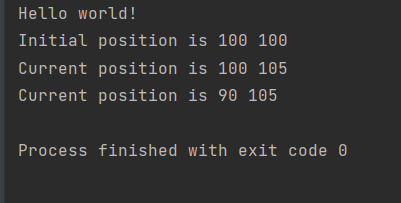 Hello world!
Initial position is 100 100
Current position is 100 105
Current position is 90 105
Process finished with exit code 0